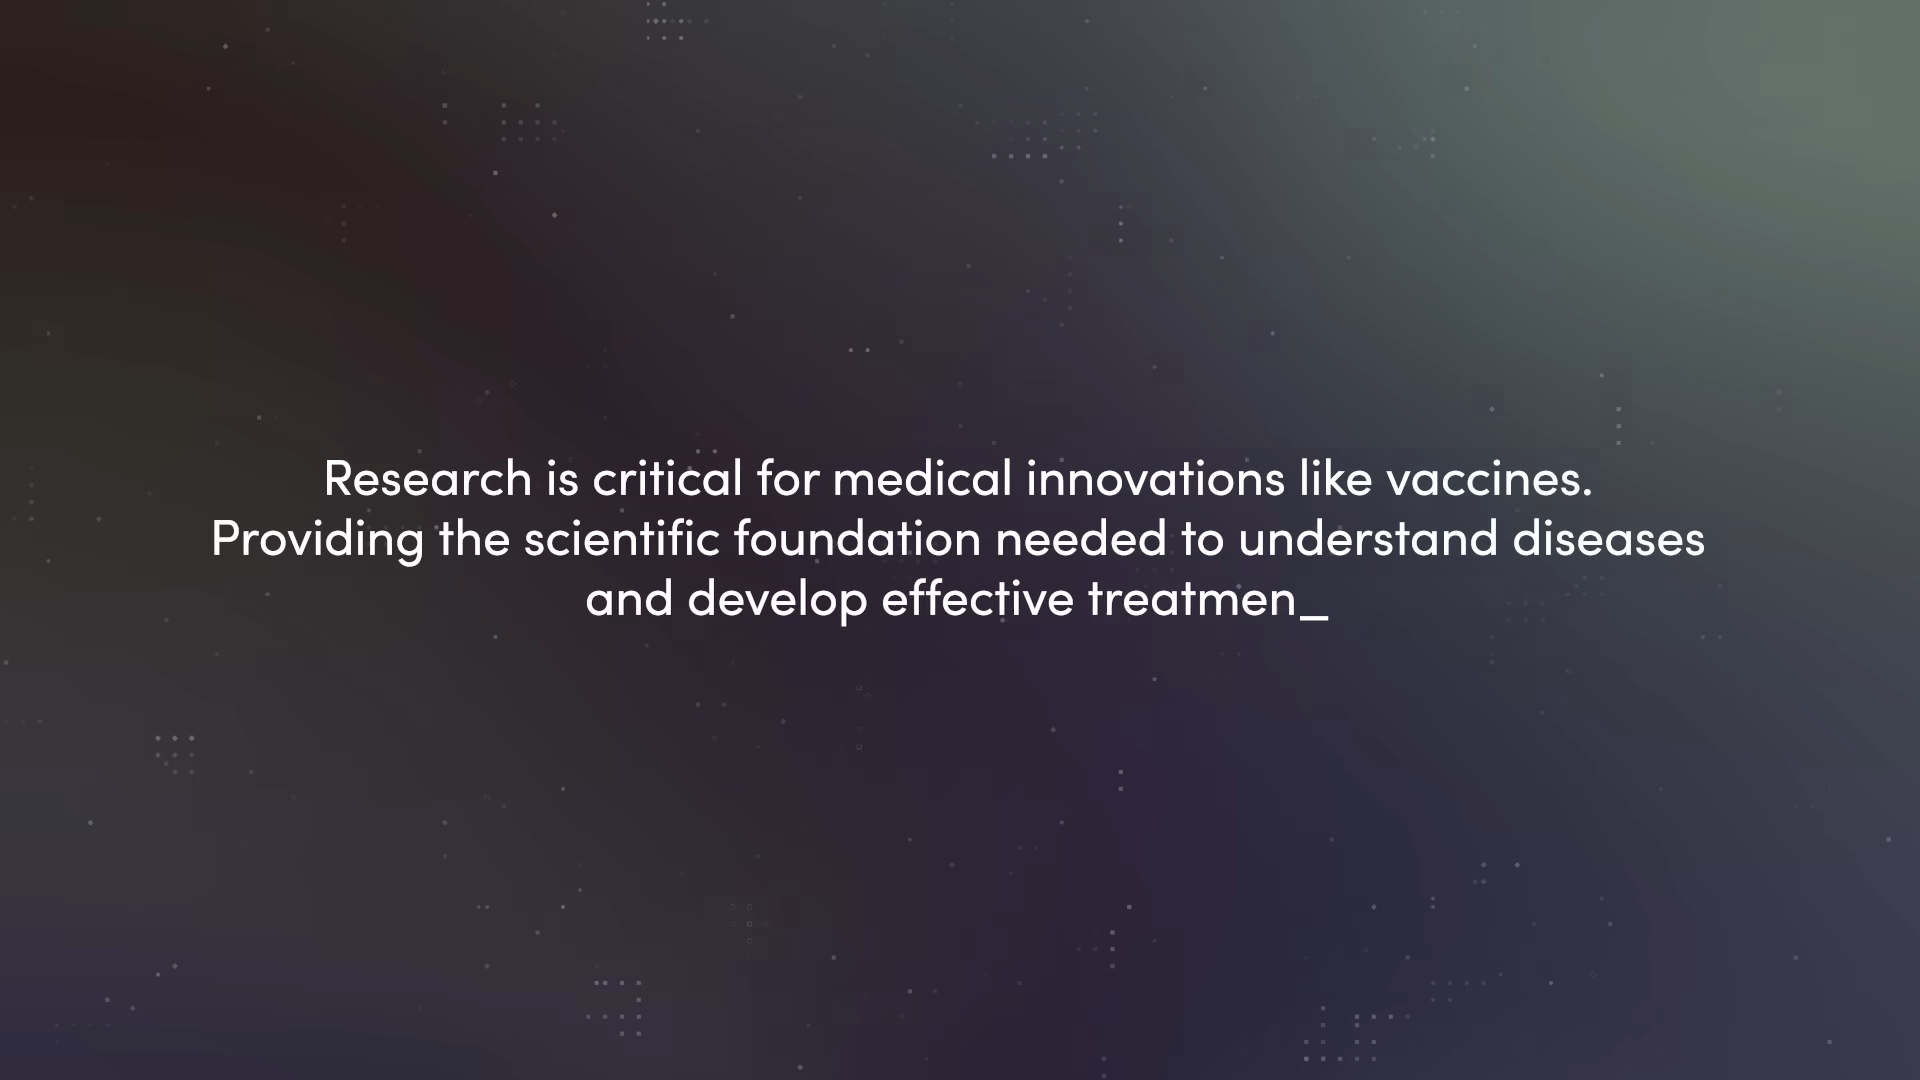 Research is critical for medical innovations like vaccines.
Providing the scientific foundation needed to understand diseases
and develop effective treatmen_